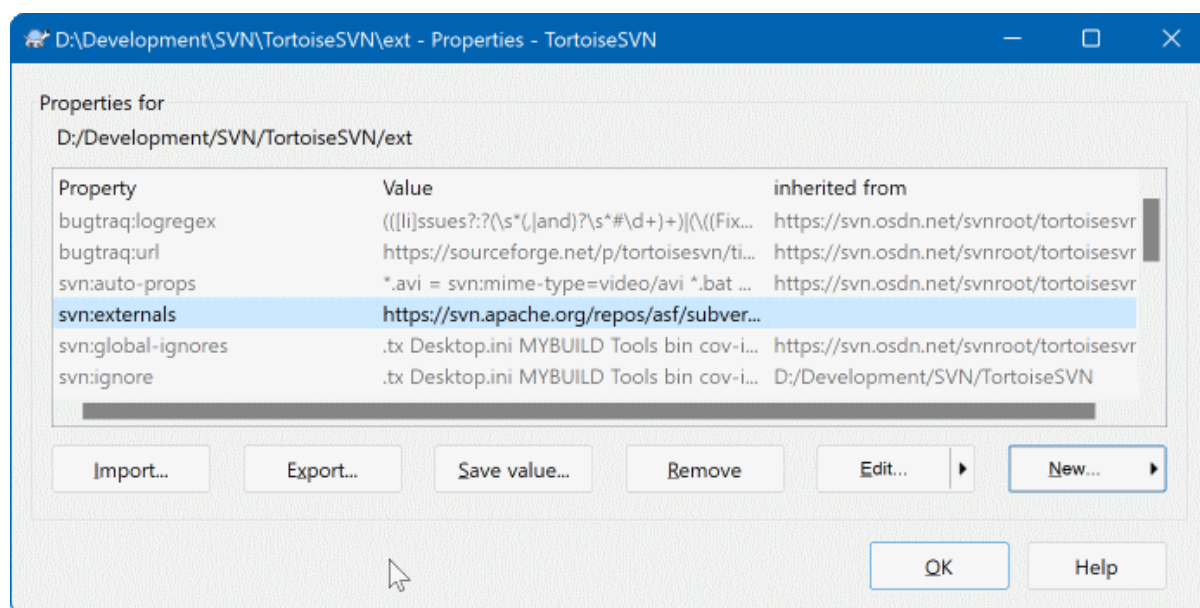 D:\Development\SVN\TortoiseSVN\ext - Properties - TortoiseSVN
Properties for
D:/Development/SVN/TortoiseSVN/ext
Property Value inherited from
bugtraq:logregex (([Ii]ssues?:?(\s*(,|and)?\s*#\d+)+)|(\((Fix... https://svn.osdn.net/svnroot/tortoisesvr
bugtraq:url https://sourceforge.net/p/tortoisesvn/ti... https://svn.osdn.net/svnroot/tortoisesvr
svn:auto-props *.avi = svn:mime-type=video/avi *.bat ... https://svn.osdn.net/svnroot/tortoisesvr
svn:externals https://svn.apache.org/repos/asf/subver...
svn:global-ignores .tx Desktop.ini MYBUILD Tools bin cov-i... https://svn.osdn.net/svnroot/tortoisesvr
svn:ignore .tx Desktop.ini MYBUILD Tools bin cov-i... D:/Development/SVN/TortoiseSVN
Import... Export... Save value... Remove Edit... New...
OK Help